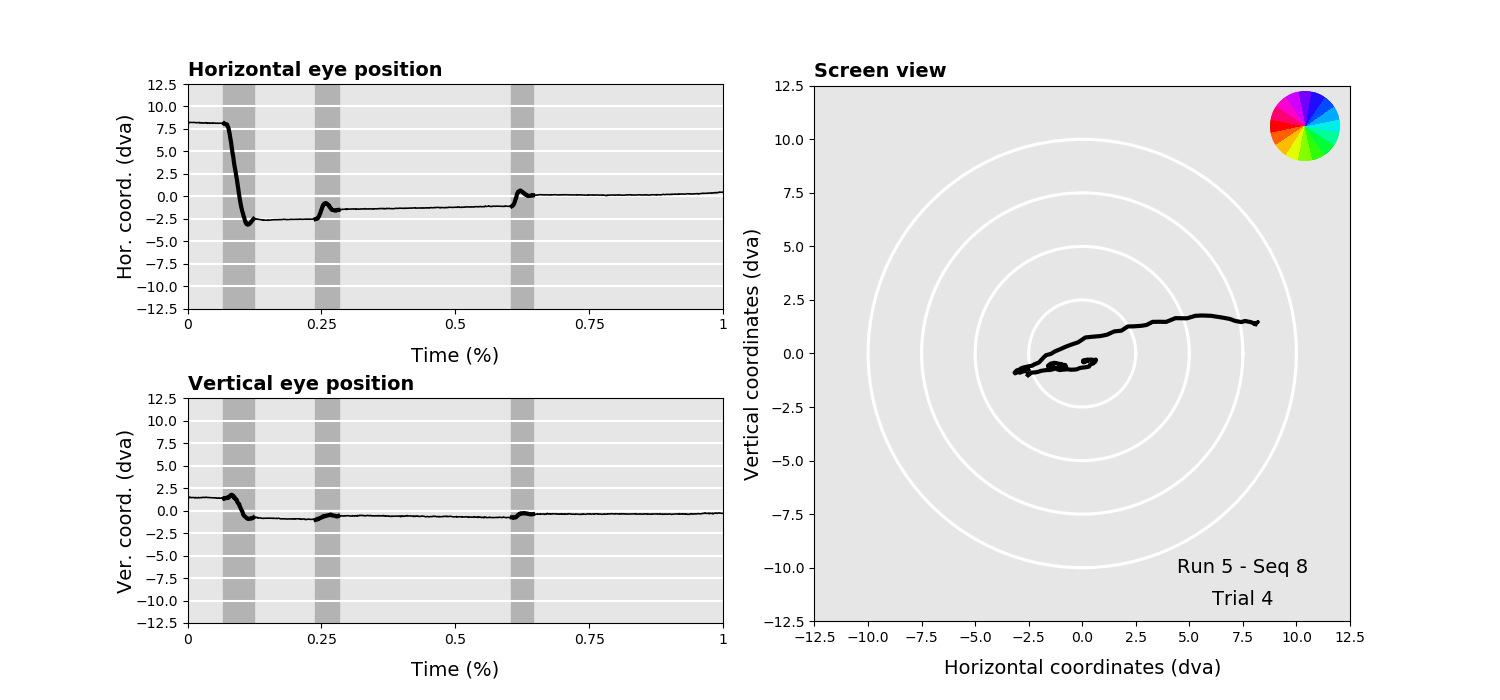 Horizontal eye position
Hor. coord. (dva)
12.5
10.0
7.5
5.0
2.5
0.0
−2.5
−5.0
−7.5
−10.0
−12.5
0 0.25 0.5 0.75 1
Time (%)
Vertical eye position
Ver. coord. (dva)
12.5
10.0
7.5
5.0
2.5
0.0
−2.5
−5.0
−7.5
−10.0
−12.5
0 0.25 0.5 0.75 1
Time (%)
Screen view
Vertical coordinates (dva)
12.5
10.0
7.5
5.0
2.5
0.0
−2.5
−5.0
−7.5
−10.0
−12.5
Run 5 - Seq 8
Trial 4
−12.5 −10.0 −7.5 −5.0 −2.5 0.0 2.5 5.0 7.5 10.0 12.5
Horizontal coordinates (dva)